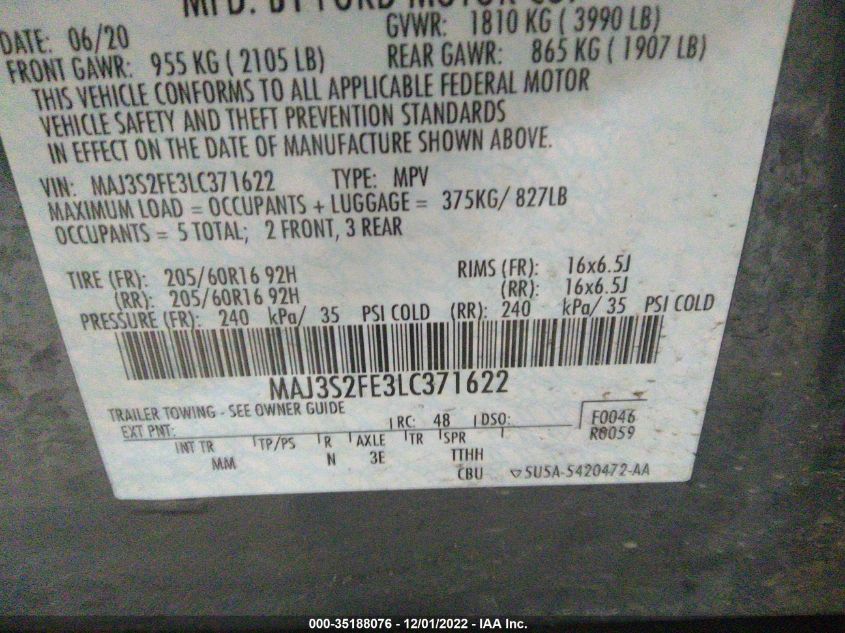 MFD. BY FORD MOTOR CO.
DATE: 06/20
GVWR: 1810 KG ( 3990 LB)
FRONT GAWR: 955 KG ( 2105 LB)
REAR GAWR: 865 KG ( 1907 LB)
THIS VEHICLE CONFORMS TO ALL APPLICABLE FEDERAL MOTOR
VEHICLE SAFETY AND THEFT PREVENTION STANDARDS
IN EFFECT ON THE DATE OF MANUFACTURE SHOWN ABOVE.
VIN: MAJ3S2FE3LC371622 TYPE: MPV
MAXIMUM LOAD = OCCUPANTS + LUGGAGE = 375KG/ 827LB
OCCUPANTS = 5 TOTAL; 2 FRONT, 3 REAR
TIRE (FR): 205/60R16 92H RIMS (FR): 16x6.5J
(RR): 205/60R16 92H (RR): 16x6.5J
PRESSURE (FR): 240 kPa/ 35 PSI COLD (RR): 240 kPa/ 35 PSI COLD
MAJ3S2FE3LC371622
TRAILER TOWING - SEE OWNER GUIDE
EXT PNT: RC: 48 DSO: F0046
R0059
INT TR TP/PS R AXLE TR SPR
MM N 3E TTHH
CBU SU5A-5420472-AA
000-35188076 - 12/01/2022 - IAA Inc.